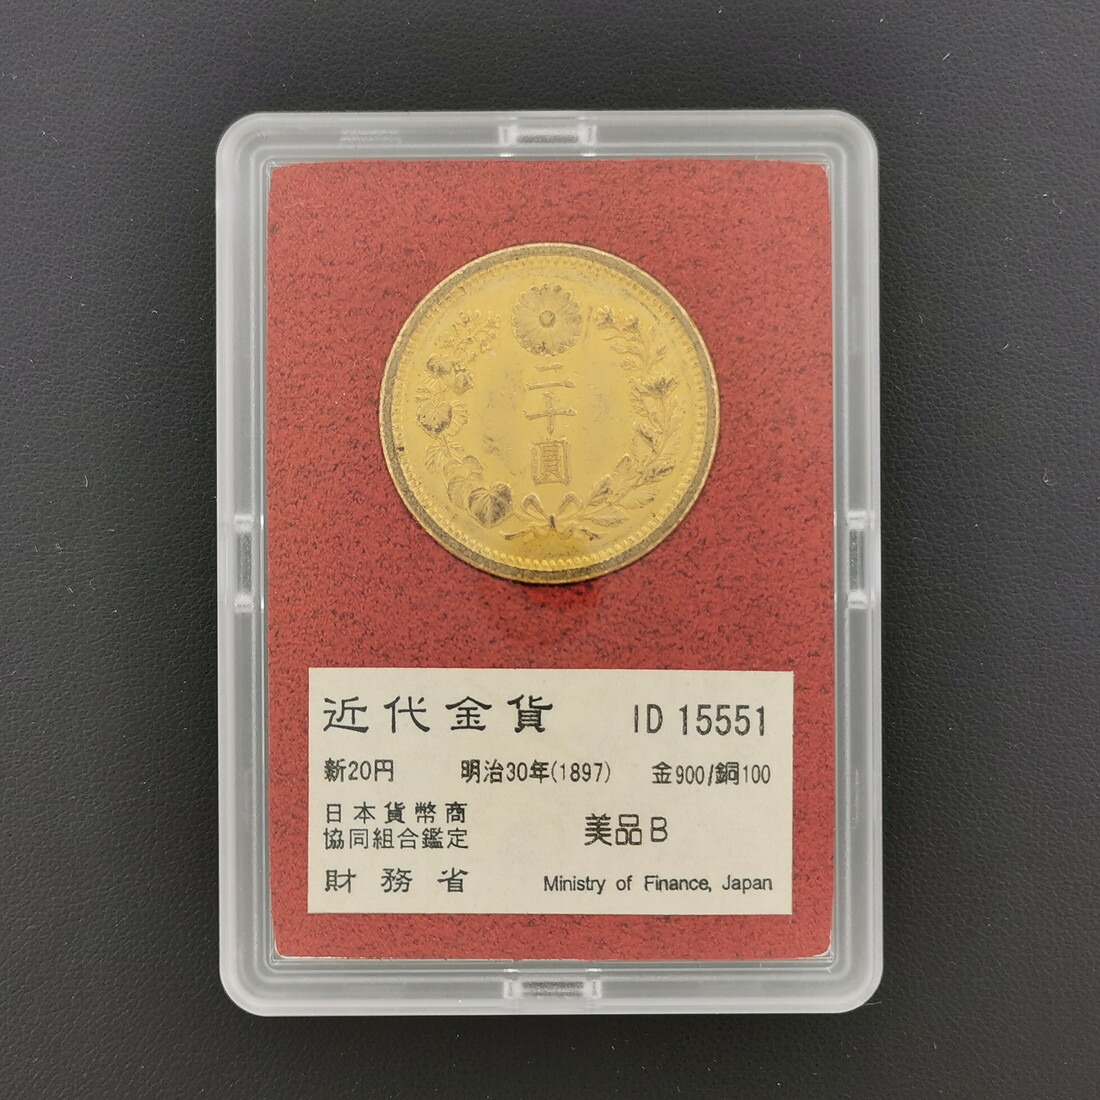 二十圓
近代金貨 ID 15551
新20円 明治30年(1897) 金900/銅100
日本貨幣商
協同組合鑑定 美品B
財務省 Ministry of Finance, Japan